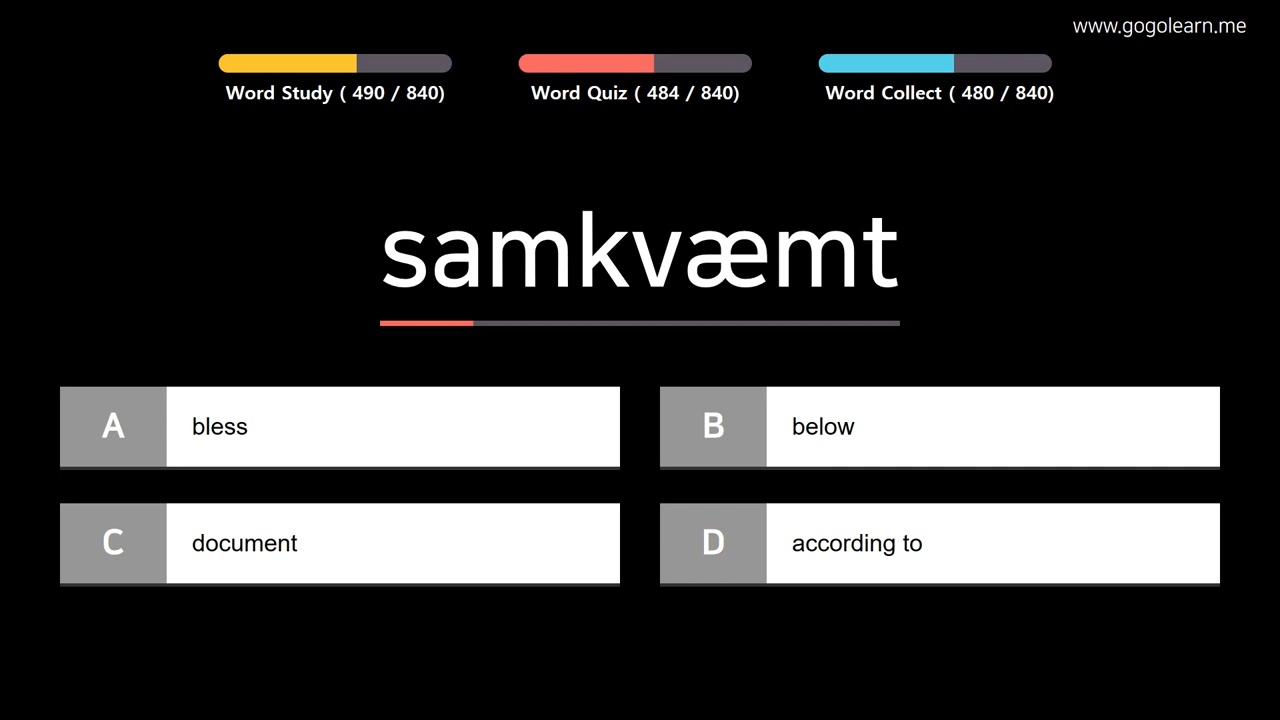 www.gogolearn.me
Word Study ( 490 / 840)
Word Quiz ( 484 / 840)
Word Collect ( 480 / 840)
samkvæmt
A
bless
B
below
C
document
D
according to